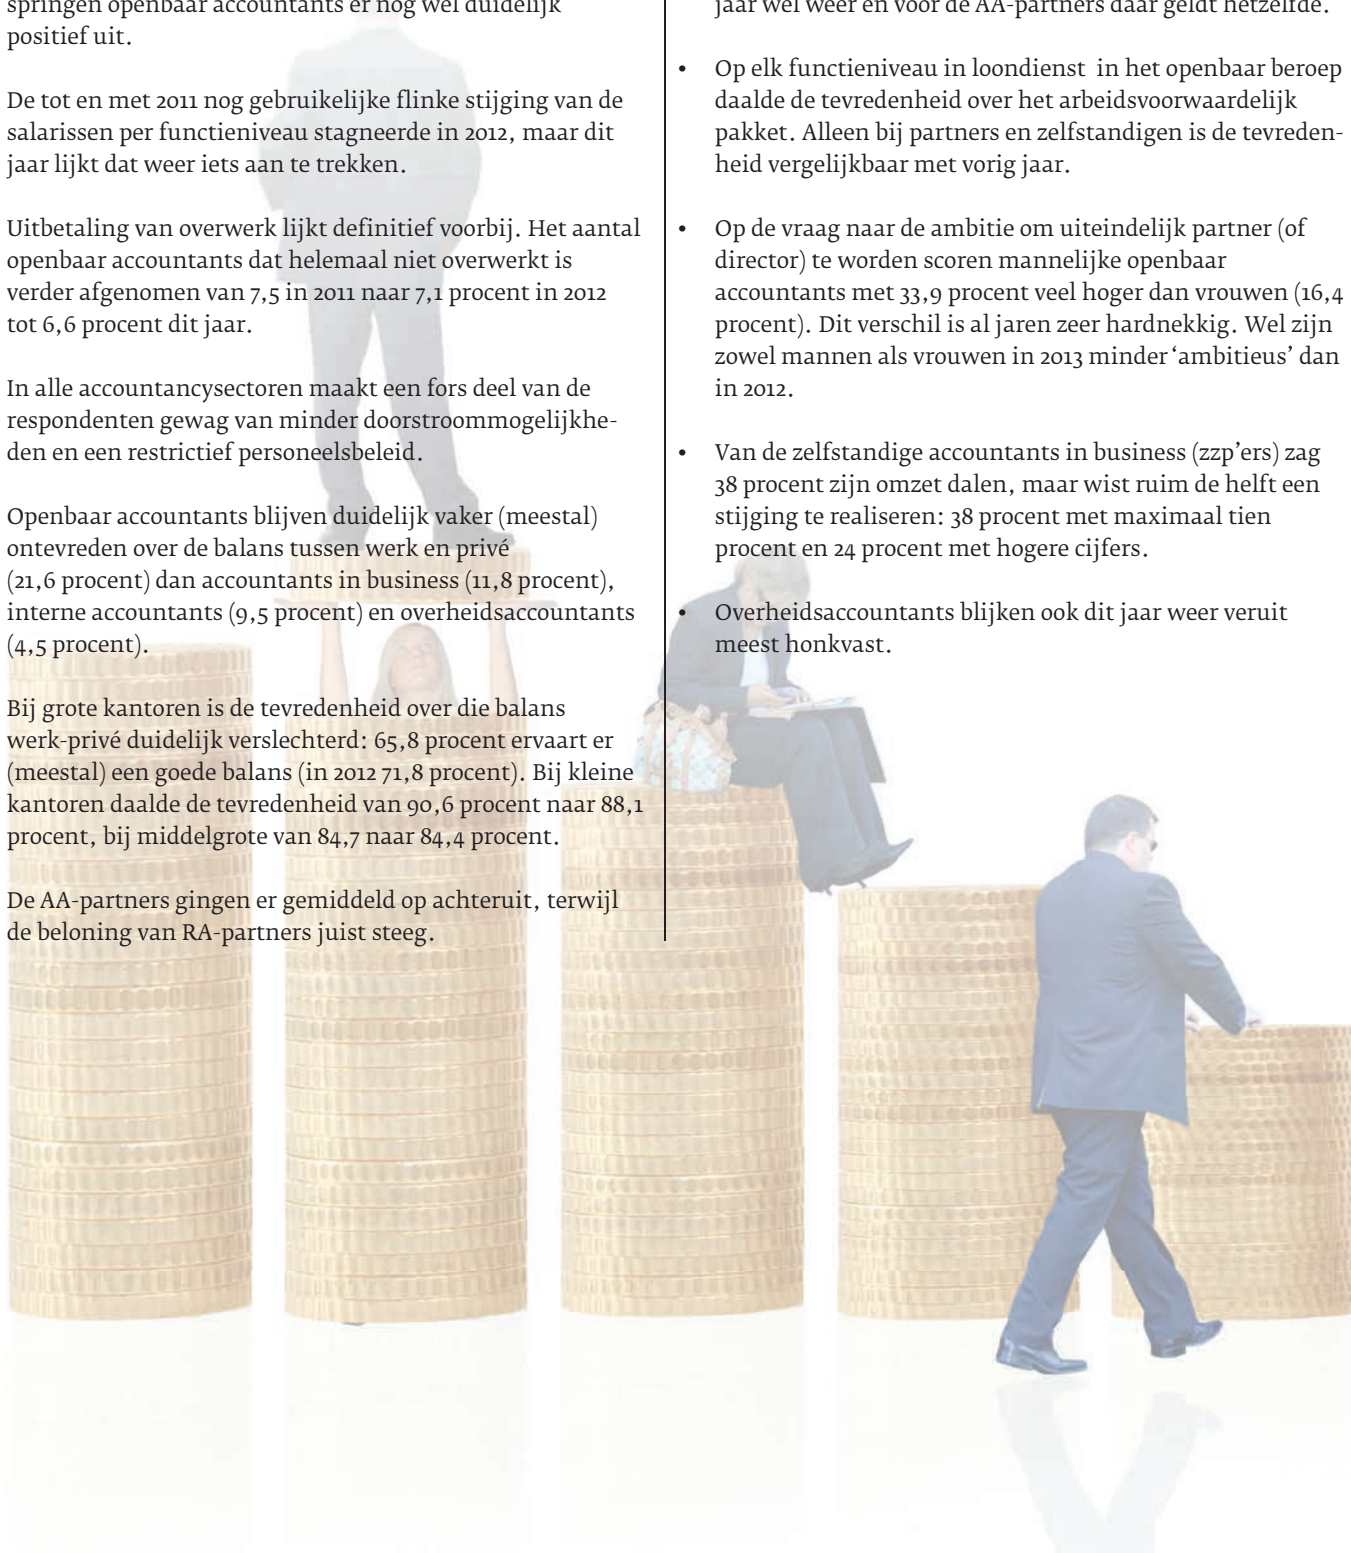 springen openbaar accountants er nog wel duidelijk
positief uit.
De tot en met 2011 nog gebruikelijke flinke stijging van de
salarissen per functieniveau stagneerde in 2012, maar dit
jaar lijkt dat weer iets aan te trekken.
Uitbetaling van overwerk lijkt definitief voorbij. Het aantal
openbaar accountants dat helemaal niet overwerkt is
verder afgenomen van 7,5 in 2011 naar 7,1 procent in 2012
tot 6,6 procent dit jaar.
In alle accountancysectoren maakt een fors deel van de
respondenten gewag van minder doorstroommogelijkhe-
den en een restrictief personeelsbeleid.
Openbaar accountants blijven duidelijk vaker (meestal)
ontevreden over de balans tussen werk en privé
(21,6 procent) dan accountants in business (11,8 procent),
interne accountants (9,5 procent) en overheidsaccountants
(4,5 procent).
Bij grote kantoren is de tevredenheid over die balans
werk-privé duidelijk verslechterd: 65,8 procent ervaart er
(meestal) een goede balans (in 2012 71,8 procent). Bij kleine
kantoren daalde de tevredenheid van 90,6 procent naar 88,1
procent, bij middelgrote van 84,7 naar 84,4 procent.
De AA-partners gingen er gemiddeld op achteruit, terwijl
de beloning van RA-partners juist steeg.
jaar wel weer en voor de AA-partners daar geldt hetzelfde.
• Op elk functieniveau in loondienst in het openbaar beroep
daalde de tevredenheid over het arbeidsvoorwaardelijk
pakket. Alleen bij partners en zelfstandigen is de tevreden-
heid vergelijkbaar met vorig jaar.
• Op de vraag naar de ambitie om uiteindelijk partner (of
director) te worden scoren mannelijke openbaar
accountants met 33,9 procent veel hoger dan vrouwen (16,4
procent). Dit verschil is al jaren zeer hardnekkig. Wel zijn
zowel mannen als vrouwen in 2013 minder ‘ambitieus’ dan
in 2012.
• Van de zelfstandige accountants in business (zzp’ers) zag
38 procent zijn omzet dalen, maar wist ruim de helft een
stijging te realiseren: 38 procent met maximaal tien
procent en 24 procent met hogere cijfers.
• Overheidsaccountants blijken ook dit jaar weer veruit
meest honkvast.